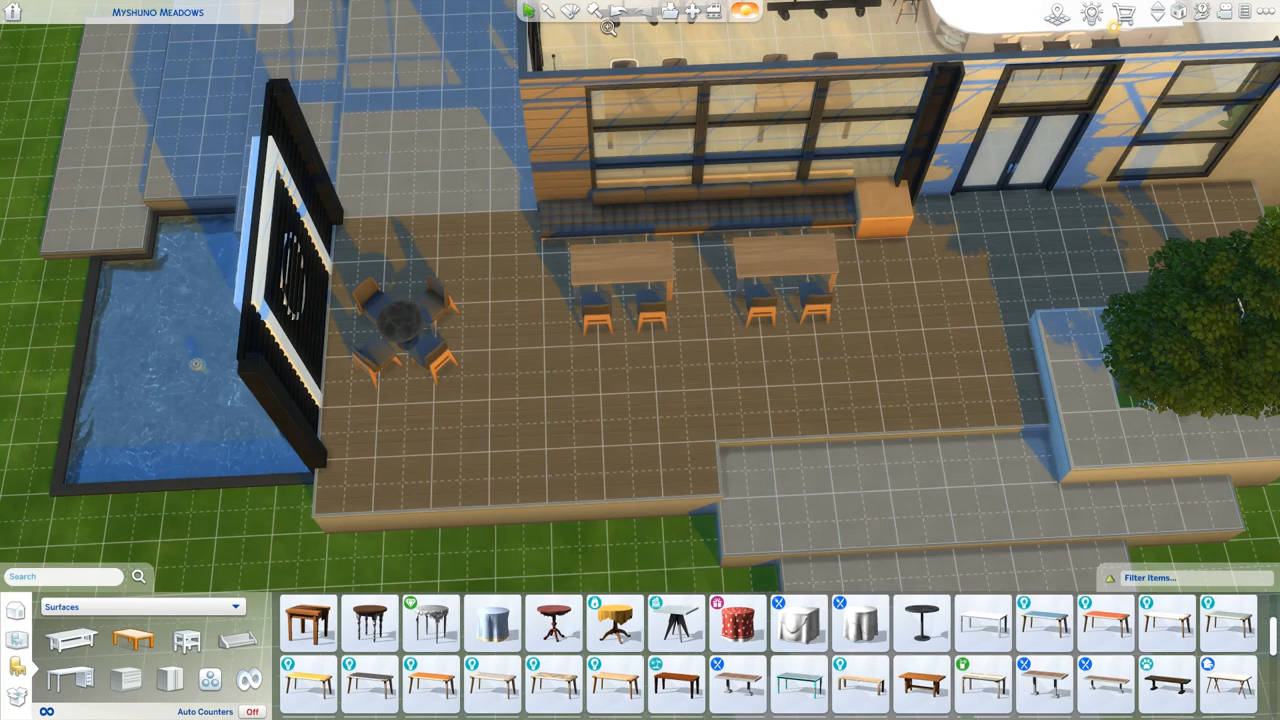 Myshuno Meadows
Search
Filter Items...
Surfaces
Auto Counters
Off